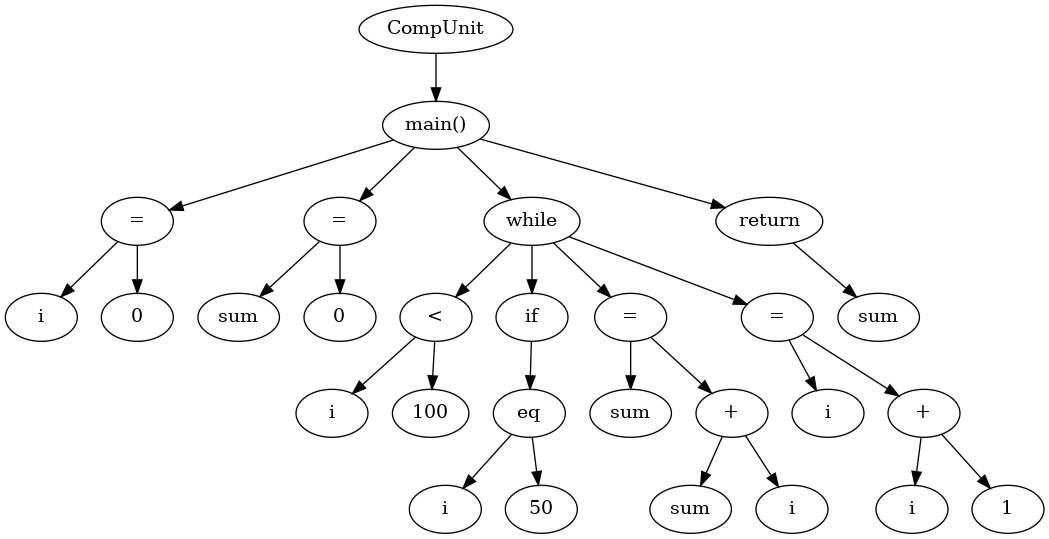 CompUnit
main()
= = while return
i 0 sum 0 < if = = sum
i 100 eq sum + i +
i 50 sum i i 1